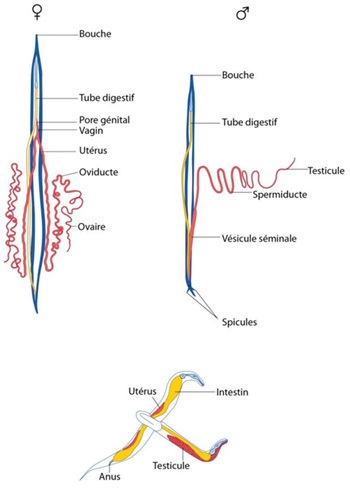 ♀
Bouche
Tube digestif
Pore génital
Vagin
Utérus
Oviducte
Ovaire
♂
Bouche
Tube digestif
Testicule
Spermiducte
Vésicule séminale
Spicules
Utérus
Intestin
Anus
Testicule